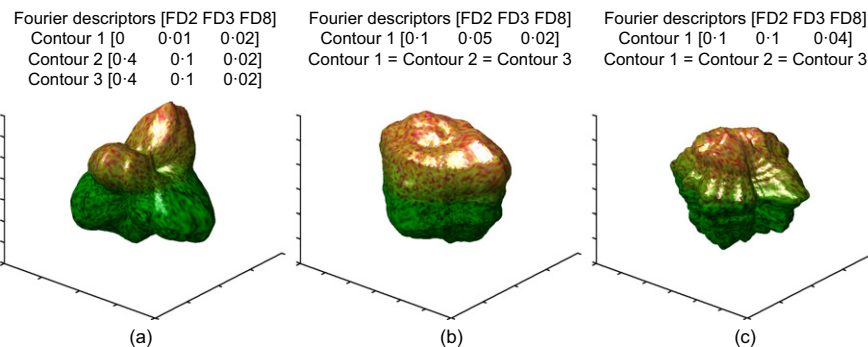 Fourier descriptors [FD2 FD3 FD8]
Contour 1 [0 0·01 0·02]
Contour 2 [0·4 0·1 0·02]
Contour 3 [0·4 0·1 0·02]
(a)
Fourier descriptors [FD2 FD3 FD8]
Contour 1 [0·1 0·05 0·02]
Contour 1 = Contour 2 = Contour 3
(b)
Fourier descriptors [FD2 FD3 FD8]
Contour 1 [0·1 0·1 0·04]
Contour 1 = Contour 2 = Contour 3
(c)